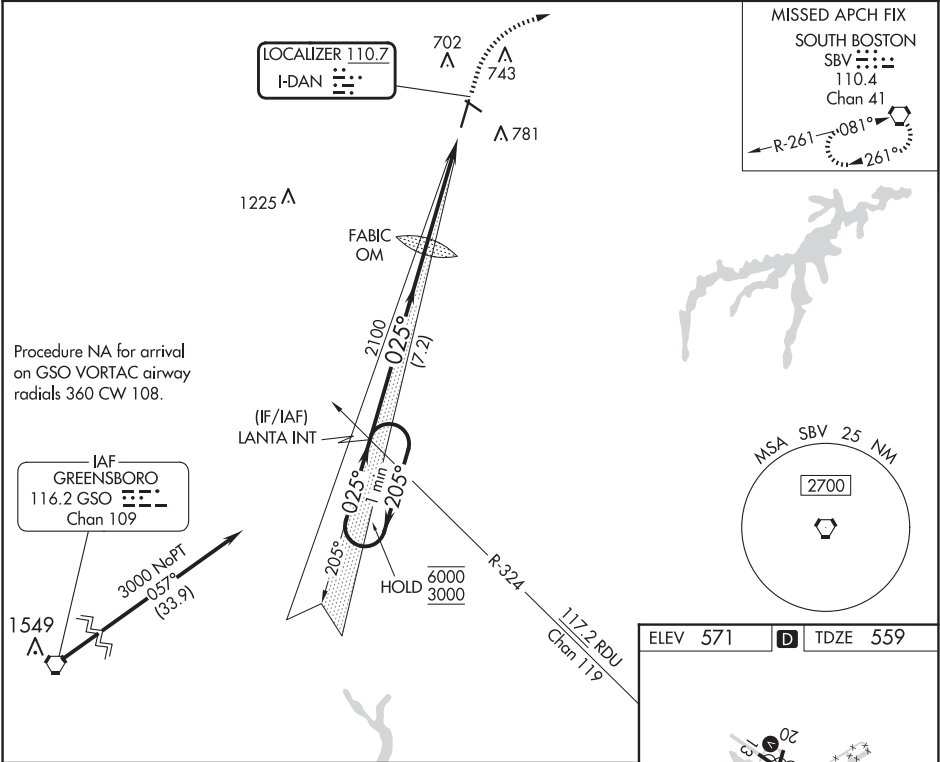 MISSED APCH FIX
SOUTH BOSTON
SBV
110.4
Chan 41
R-261
081°
261°
LOCALIZER 110.7
I-DAN
702
743
781
1225
FABIC
OM
2100
025°
(7.2)
Procedure NA for arrival
on GSO VORTAC airway
radials 360 CW 108.
(IF/IAF)
LANTA INT
IAF
GREENSBORO
116.2 GSO
Chan 109
025°
1 min
205°
205°
HOLD
6000
3000
3000 NoPT
057°
(33.9)
1549
R-324
117.2 RDU
Chan 119
MSA SBV 25 NM
2700
ELEV 571
D
TDZE 559
20
13
V